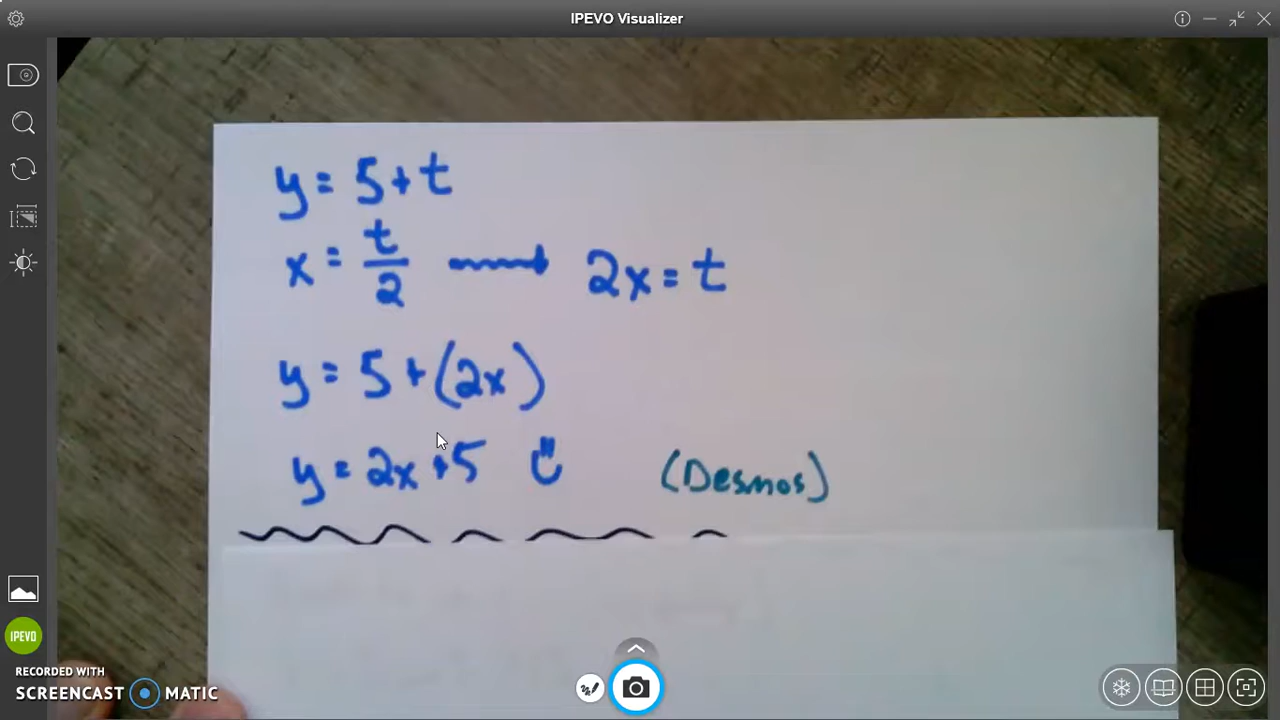 IPEVO Visualizer
y = 5 + t
x = t/2 → 2x = t
y = 5 + (2x)
y = 2x + 5 (Desmos)
IPEVO
RECORDED WITH
SCREENCAST MATIC